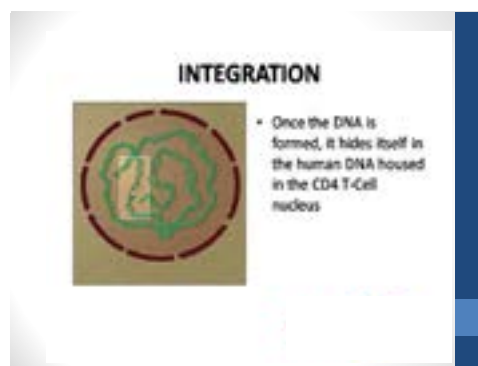 INTEGRATION
• Once the DNA is
formed, it hides itself in
the human DNA housed
in the CD4 T-Cell
nucleus